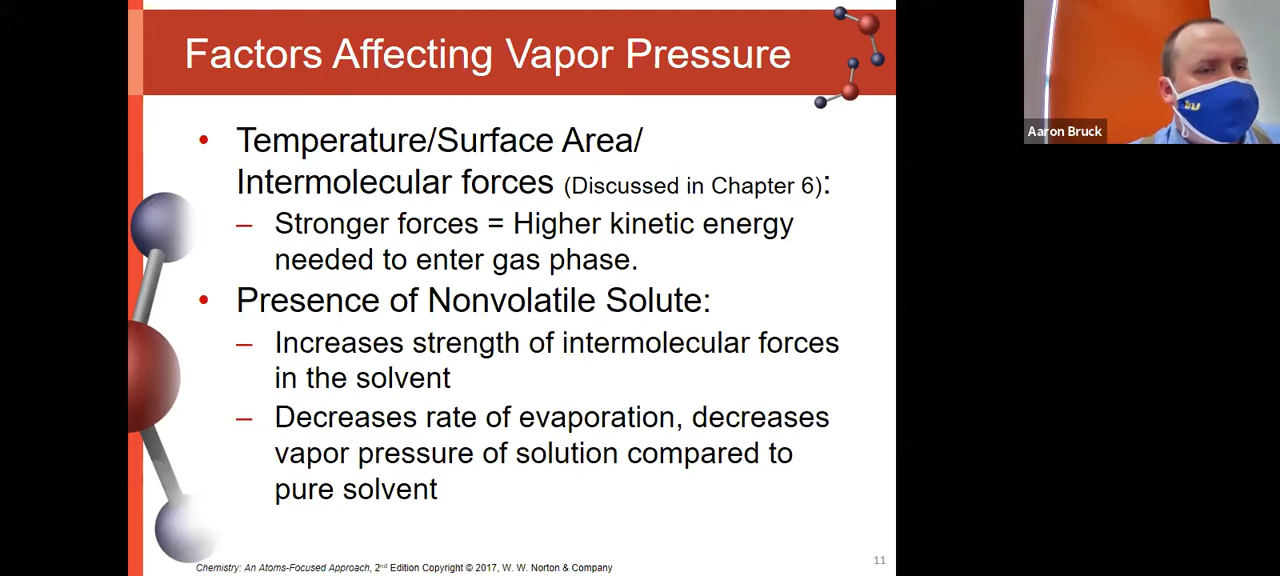 Factors Affecting Vapor Pressure
Aaron Bruck
• Temperature/Surface Area/
Intermolecular forces (Discussed in Chapter 6):
– Stronger forces = Higher kinetic energy
needed to enter gas phase.
• Presence of Nonvolatile Solute:
– Increases strength of intermolecular forces
in the solvent
– Decreases rate of evaporation, decreases
vapor pressure of solution compared to
pure solvent
11
Chemistry: An Atoms-Focused Approach, 2nd Edition Copyright © 2017, W. W. Norton & Company